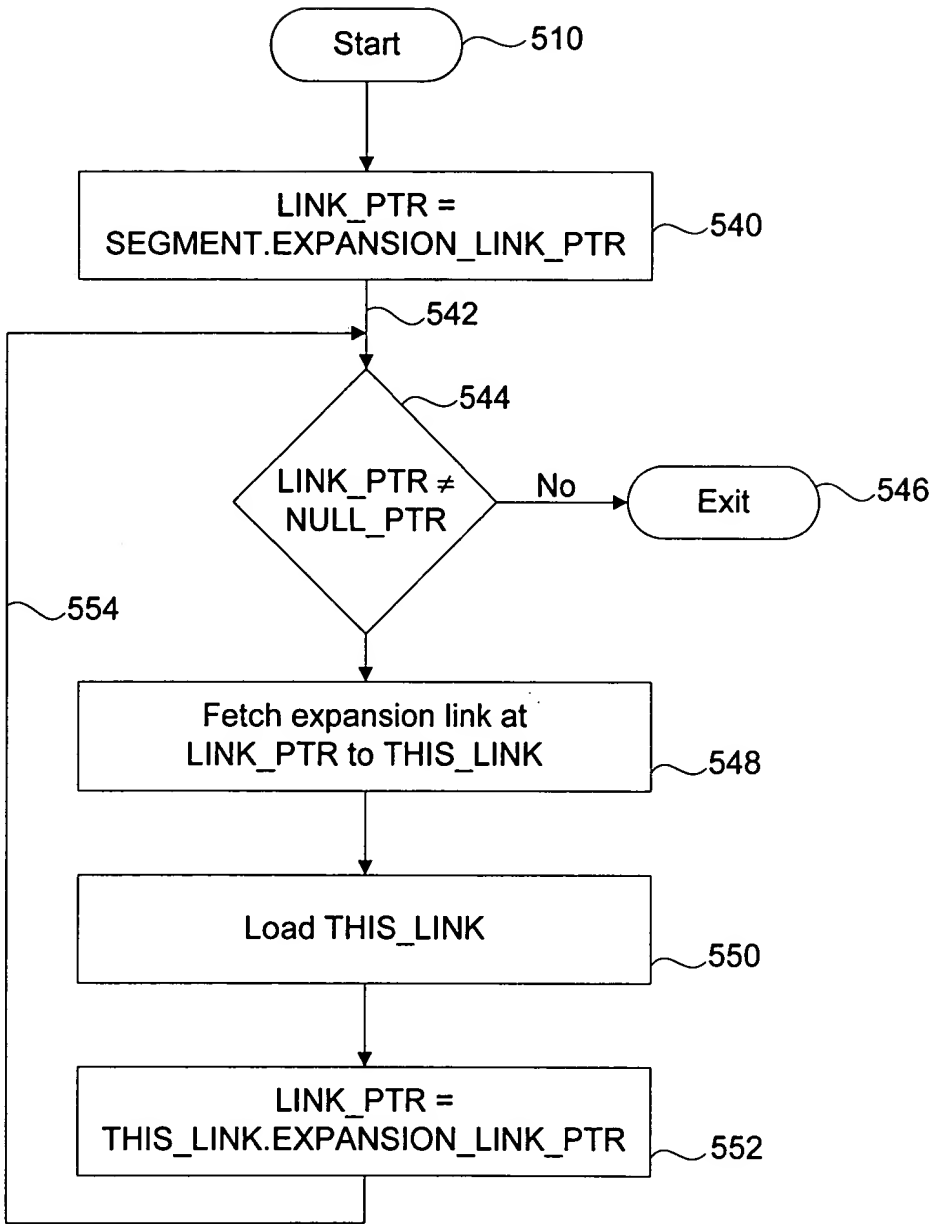 Start
510
LINK_PTR =
SEGMENT.EXPANSION_LINK_PTR
540
542
544
LINK_PTR ≠
NULL_PTR
No
Exit
546
554
Fetch expansion link at
LINK_PTR to THIS_LINK
548
Load THIS_LINK
550
LINK_PTR =
THIS_LINK.EXPANSION_LINK_PTR
552